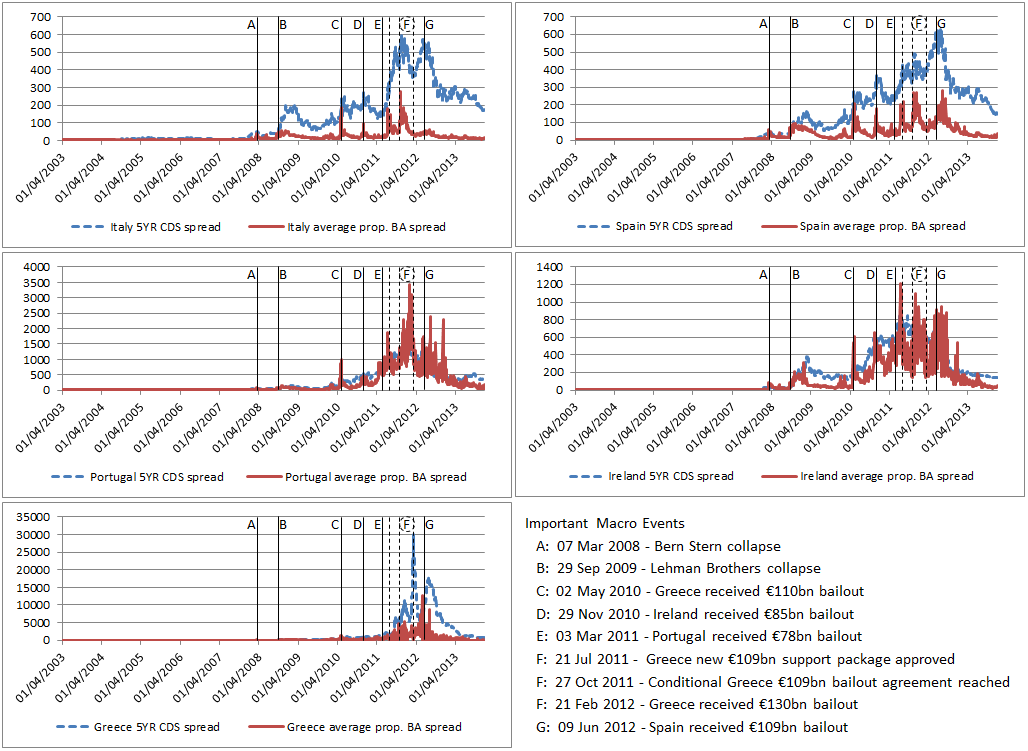 700
600
500
400
300
200
100
0
A B C D E F G
01/04/2003 01/04/2004 01/04/2005 01/04/2006 01/04/2007 01/04/2008 01/04/2009 01/04/2010 01/04/2011 01/04/2012 01/04/2013
Italy 5YR CDS spread Italy average prop. BA spread
700
600
500
400
300
200
100
0
A B C D E F G
01/04/2003 01/04/2004 01/04/2005 01/04/2006 01/04/2007 01/04/2008 01/04/2009 01/04/2010 01/04/2011 01/04/2012 01/04/2013
Spain 5YR CDS spread Spain average prop. BA spread
4000
3500
3000
2500
2000
1500
1000
500
0
A B C D E F G
01/04/2003 01/04/2004 01/04/2005 01/04/2006 01/04/2007 01/04/2008 01/04/2009 01/04/2010 01/04/2011 01/04/2012 01/04/2013
Portugal 5YR CDS spread Portugal average prop. BA spread
1400
1200
1000
800
600
400
200
0
A B C D E F G
01/04/2003 01/04/2004 01/04/2005 01/04/2006 01/04/2007 01/04/2008 01/04/2009 01/04/2010 01/04/2011 01/04/2012 01/04/2013
Ireland 5YR CDS spread Ireland average prop. BA spread
35000
30000
25000
20000
15000
10000
5000
0
A B C D E F G
01/04/2003 01/04/2004 01/04/2005 01/04/2006 01/04/2007 01/04/2008 01/04/2009 01/04/2010 01/04/2011 01/04/2012 01/04/2013
Greece 5YR CDS spread Greece average prop. BA spread
Important Macro Events
A: 07 Mar 2008 - Bern Stern collapse
B: 29 Sep 2009 - Lehman Brothers collapse
C: 02 May 2010 - Greece received €110bn bailout
D: 29 Nov 2010 - Ireland received €85bn bailout
E: 03 Mar 2011 - Portugal received €78bn bailout
F: 21 Jul 2011 - Greece new €109bn support package approved
F: 27 Oct 2011 - Conditional Greece €109bn bailout agreement reached
F: 21 Feb 2012 - Greece received €130bn bailout
G: 09 Jun 2012 - Spain received €109bn bailout